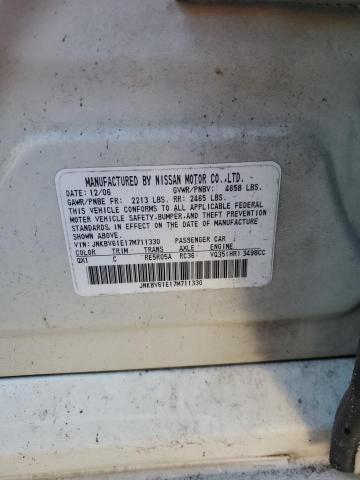 MANUFACTURED BY NISSAN MOTOR CO.,LTD.
DATE: 12/06 GVWR/PNBV: 4658 LBS.
GAWR/PNBE FR: 2213 LBS. RR: 2465 LBS.
THIS VEHICLE CONFORMS TO ALL APPLICABLE FEDERAL
MOTOR VEHICLE SAFETY,BUMPER,AND THEFT PREVENTION
STANDARDS IN EFFECT ON THE DATE OF MANUFACTURE
SHOWN ABOVE.
VIN: JNKBV61E17M711330 PASSENGER CAR
COLOR TRIM TRANS AXLE ENGINE
QX1 C RE5R05A RC36 VQ35(HR) 3498CC
JNKBV61E17M711330